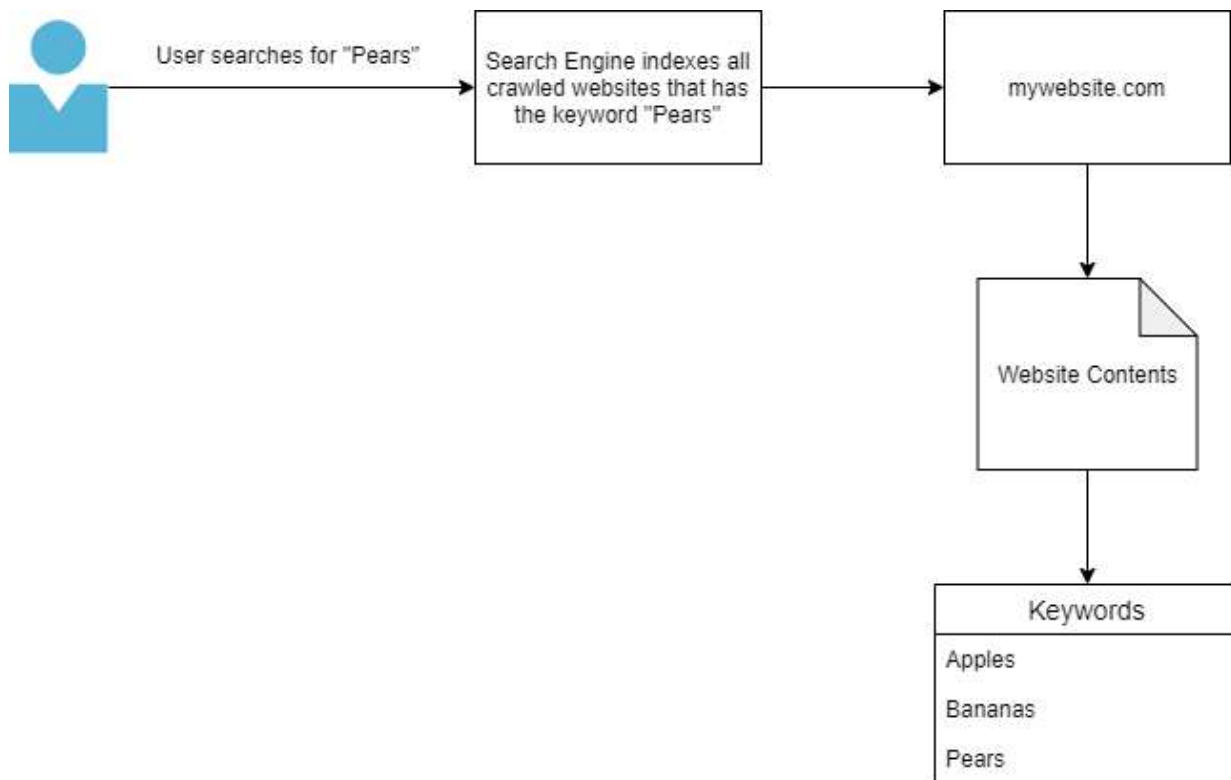 User searches for "Pears"
Search Engine indexes all
crawled websites that has
the keyword "Pears"
mywebsite.com
Website Contents
Keywords
Apples
Bananas
Pears